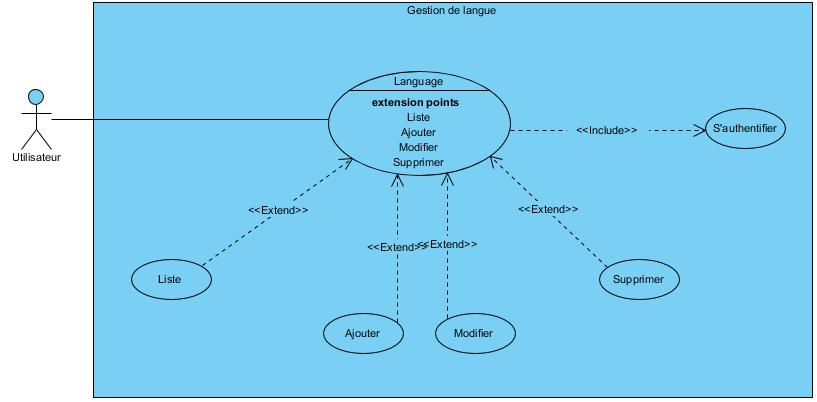 Gestion de langue
Language
extension points
Liste
Ajouter
Modifier
Supprimer
<<Include>>
S'authentifier
Utilisateur
<<Extend>>
<<Extend>>
<<Extend>>
<<Extend>>
Liste
Supprimer
Ajouter
Modifier